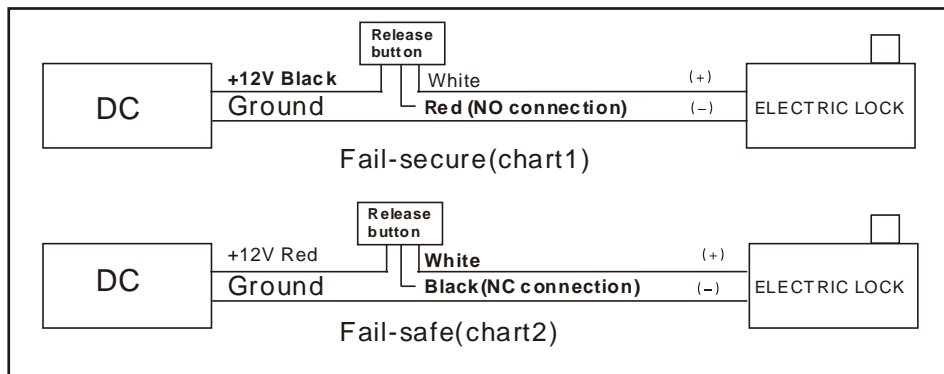 Release
button
+12V Black
White
(+)
DC
Ground
Red (NO connection)
(-)
ELECTRIC LOCK
Fail-secure(chart1)
Release
button
+12V Red
White
(+)
DC
Ground
Black(NC connection)
(-)
ELECTRIC LOCK
Fail-safe(chart2)